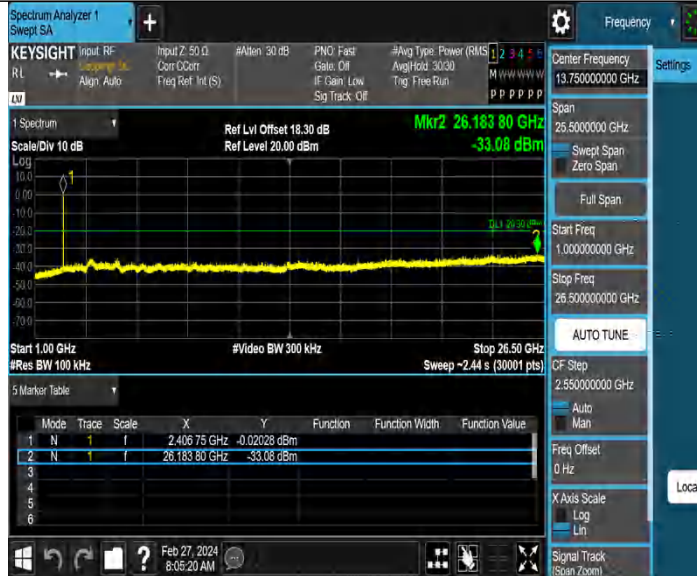 Spectrum Analyzer 1
Swept SA
+
Frequency
KEYSIGHT
RL
Input: RF
Coupling: DC
Align: Auto
Input Z: 50 Ω
Corr CCorr
Freq Ref: Int (S)
#Atten: 30 dB
PNO: Fast
Gate: Off
IF Gain: Low
Sig Track: Off
#Avg Type: Power (RMS
Avg|Hold: 30/30
Trig: Free Run
1 2 3 4 5 6
M W W W W W
P P P P P P
LXI
1 Spectrum
Scale/Div 10 dB
Ref Lvl Offset 18.30 dB
Ref Level 20.00 dBm
Mkr2 26.183 80 GHz
-33.08 dBm
Log
10.0
0.00
-10.0
-20.0
-30.0
-40.0
-50.0
-60.0
-70.0
1
2
Start 1.00 GHz
#Video BW 300 kHz
Stop 26.50 GHz
#Res BW 100 kHz
Sweep ~2.44 s (30001 pts)
5 Marker Table
Mode Trace Scale X Y Function Function Width Function Value
1 N 1 f 2.406 75 GHz -0.02028 dBm
2 N 1 f 26.183 80 GHz -33.08 dBm
3
4
5
6
?
Feb 27, 2024
8:05:20 AM
Center Frequency
13.750000000 GHz
Settings
Span
25.5000000 GHz
Swept Span
Zero Span
Full Span
Start Freq
1.000000000 GHz
Stop Freq
26.500000000 GHz
AUTO TUNE
CF Step
2.550000000 GHz
Auto
Man
Freq Offset
0 Hz
X Axis Scale
Log
Lin
Loca
Signal Track
(Span Zoom)